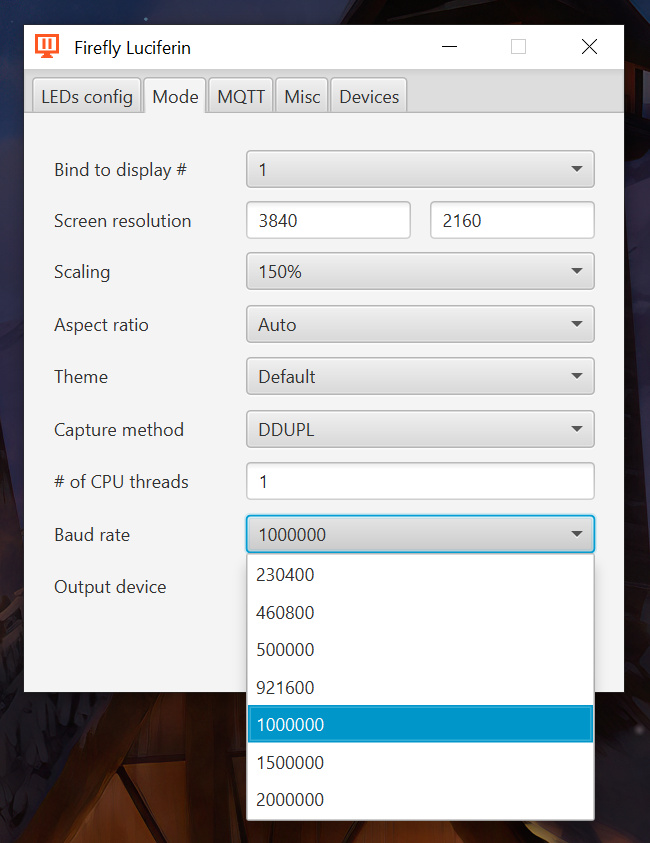 Firefly Luciferin
LEDs config Mode MQTT Misc Devices
Bind to display # 1
Screen resolution 3840 2160
Scaling 150%
Aspect ratio Auto
Theme Default
Capture method DDUPL
# of CPU threads 1
Baud rate 1000000
230400
Output device
460800
500000
921600
1000000
1500000
2000000